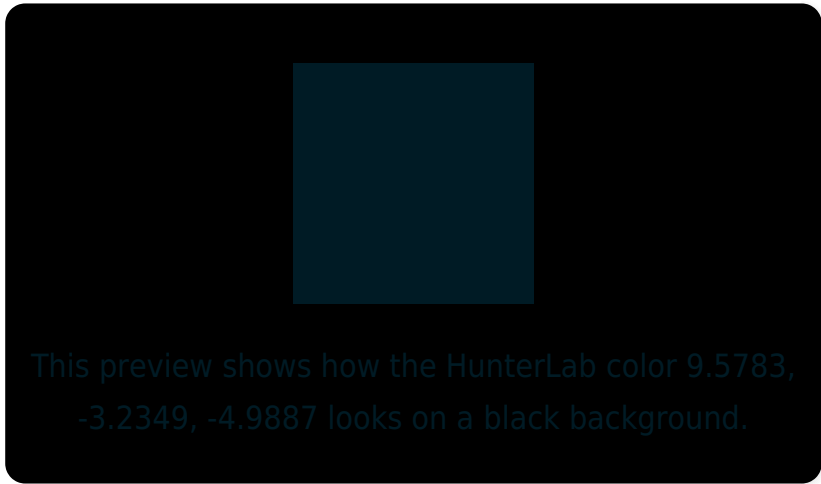 This preview shows how the HunterLab color 9.5783,
-3.2349, -4.9887 looks on a black background.